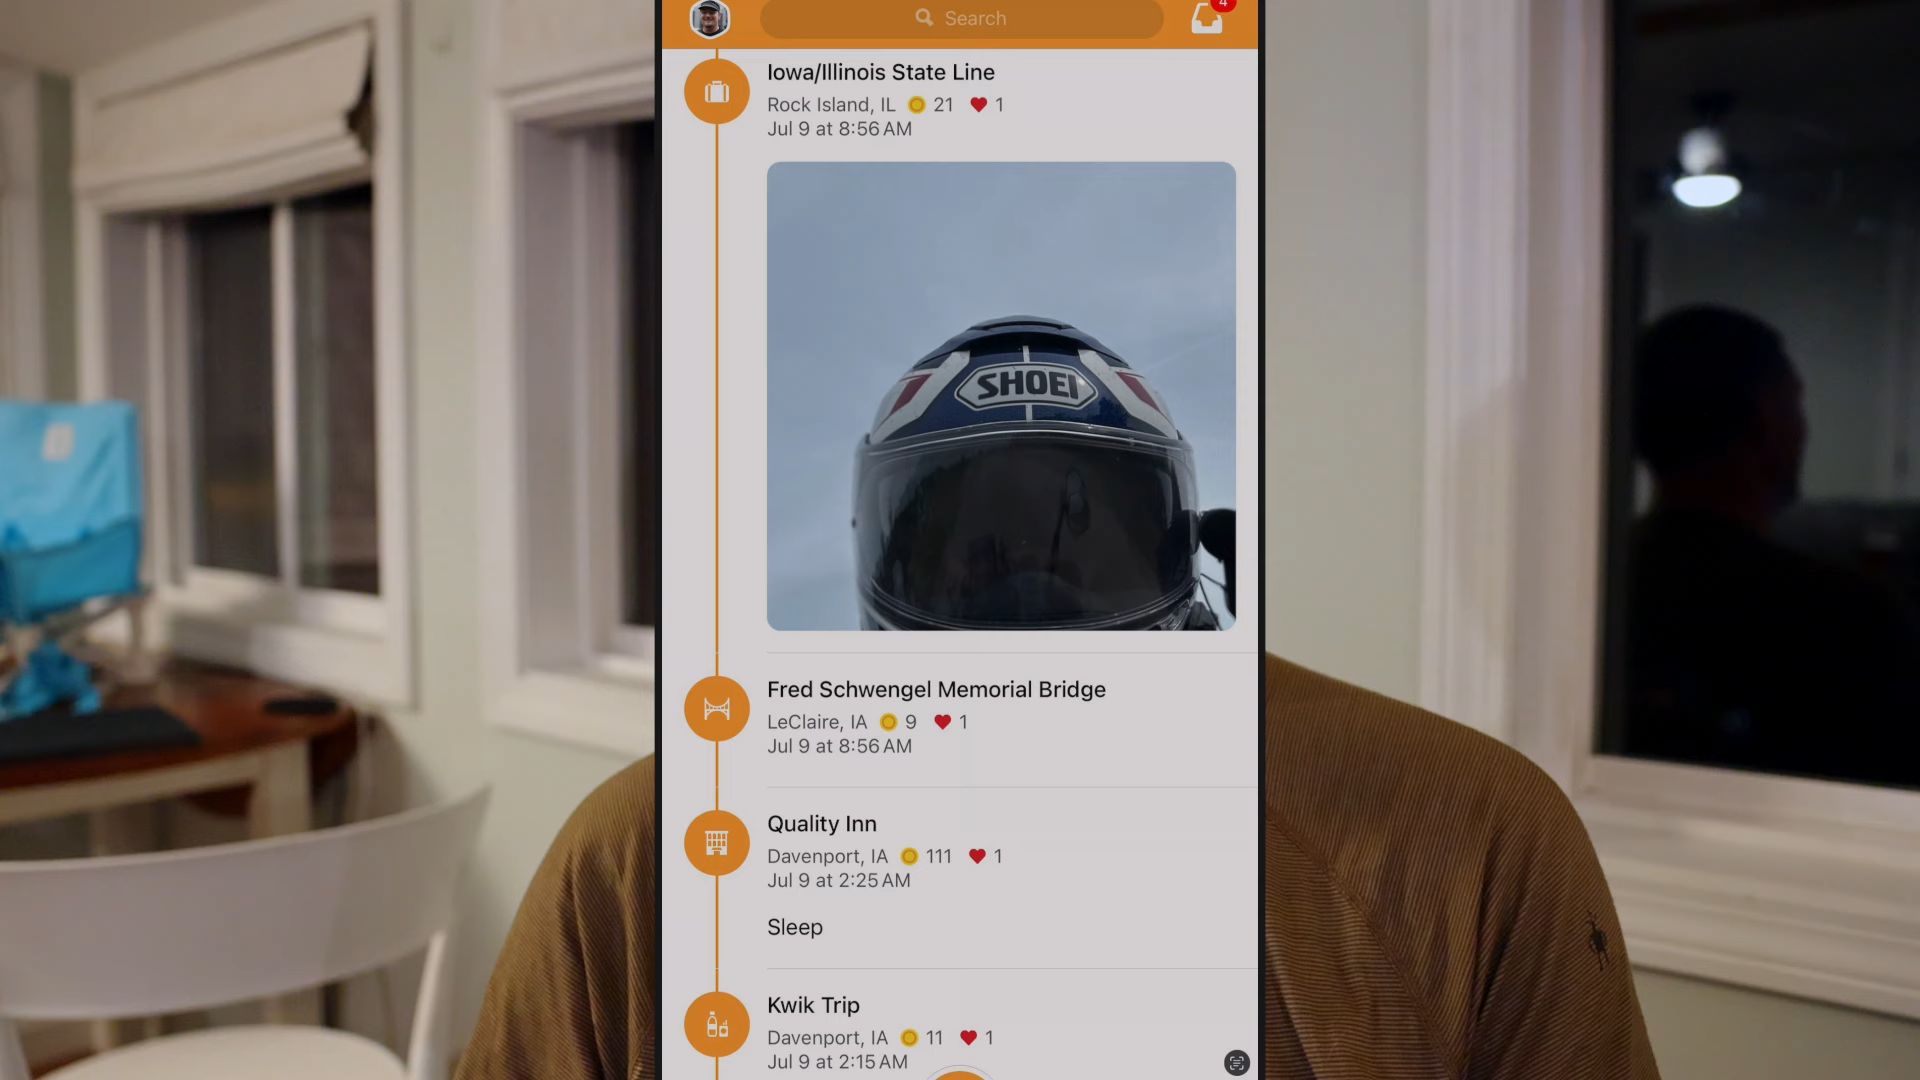 4
Search
Iowa/Illinois State Line
Rock Island, IL 21 1
Jul 9 at 8:56 AM
SHOEI
Fred Schwengel Memorial Bridge
LeClaire, IA 9 1
Jul 9 at 8:56 AM
Quality Inn
Davenport, IA 111 1
Jul 9 at 2:25 AM
Sleep
Kwik Trip
Davenport, IA 11 1
Jul 9 at 2:15 AM